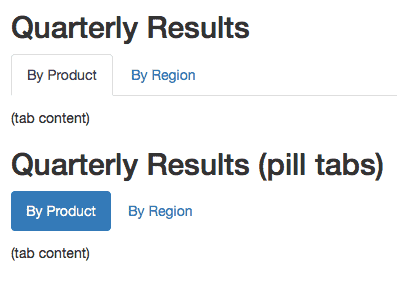 Quarterly Results
By Product By Region
(tab content)
Quarterly Results (pill tabs)
By Product By Region
(tab content)